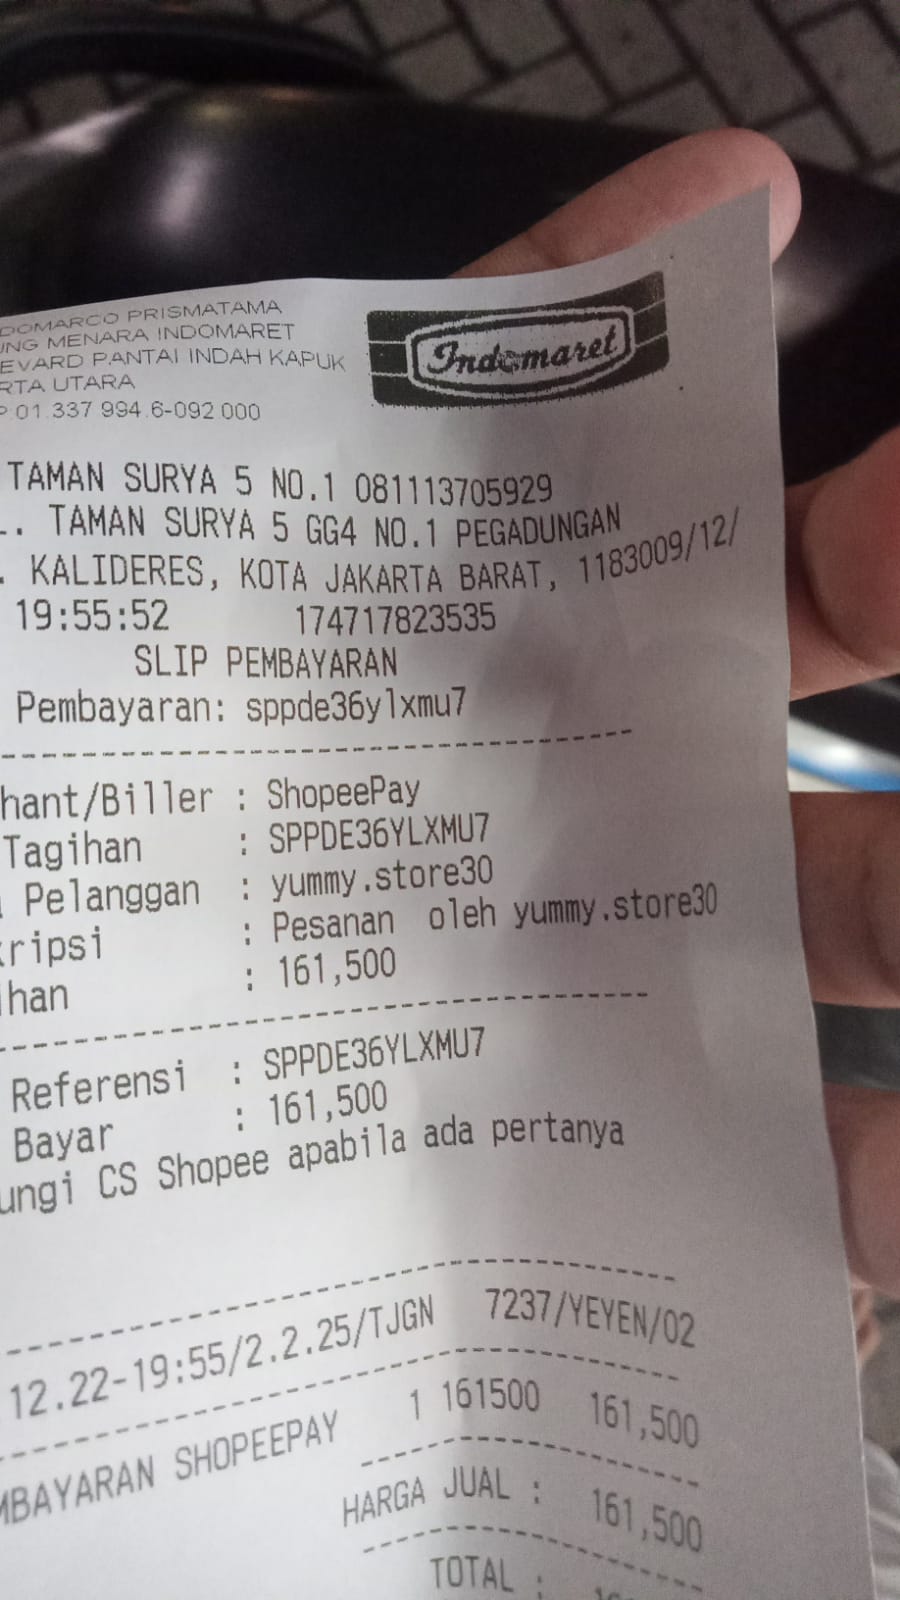 DOMARCO PRISMATAMA
UNG MENARA INDOMARET
EVARD PANTAI INDAH KAPUK
RTA UTARA
P 01.337 994.6-092.000
Indomaret
TAMAN SURYA 5 NO.1 081113705929
. TAMAN SURYA 5 GG4 NO.1 PEGADUNGAN
. KALIDERES, KOTA JAKARTA BARAT, 1183009/12/
19:55:52 174717823535
SLIP PEMBAYARAN
Pembayaran: sppde36ylxmu7
hant/Biller : ShopeePay
Tagihan : SPPDE36YLXMU7
Pelanggan : yummy.store30
kripsi : Pesanan oleh yummy.store30
ihan : 161,500
Referensi : SPPDE36YLXMU7
Bayar : 161,500
ungi CS Shopee apabila ada pertanya
12.22-19:55/2.2.25/TJGN 7237/YEYEN/02
MBAYARAN SHOPEEPAY 1 161500 161,500
HARGA JUAL : 161,500
TOTAL :